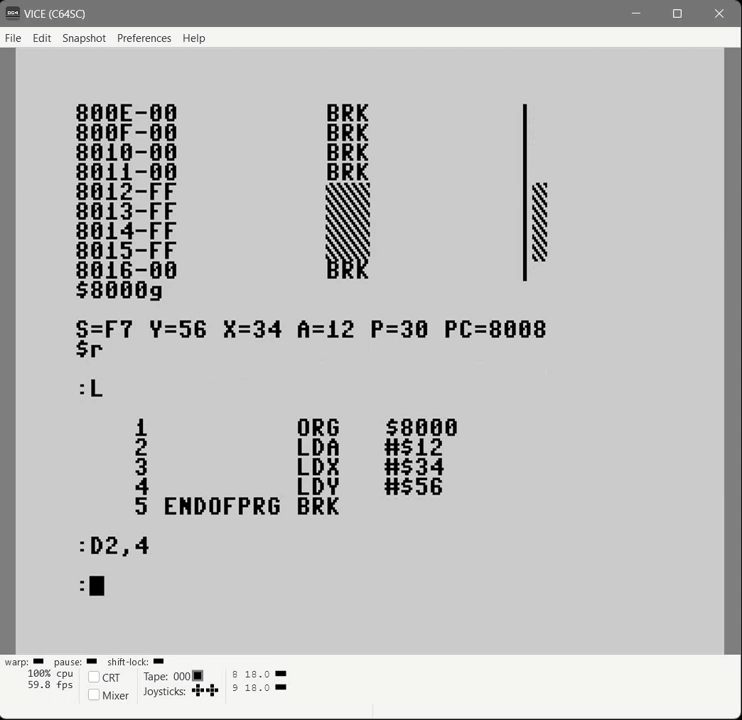 VICE (C64SC)
File Edit Snapshot Preferences Help
800E-00 BRK
800F-00 BRK
8010-00 BRK
8011-00 BRK
8012-FF
8013-FF
8014-FF
8015-FF
8016-00 BRK
$8000g
S=F7 Y=56 X=34 A=12 P=30 PC=8008
$r
:L
1 ORG $8000
2 LDA #$12
3 LDX #$34
4 LDY #$56
5 ENDOFPRG BRK
:D2,4
:
warp: pause: shift-lock:
100% cpu CRT Tape: 000 8 18.0
59.8 fps Mixer Joysticks: 9 18.0